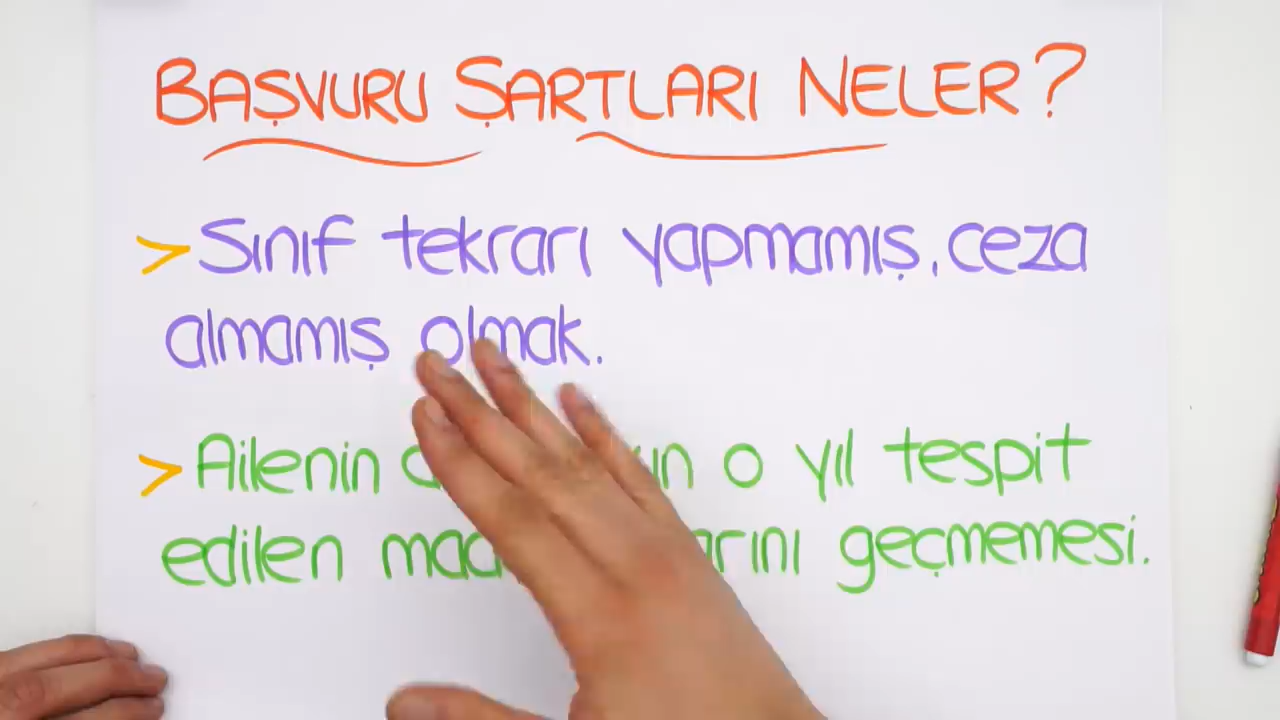 BAŞVURU ŞARTLARI NELER?
> Sınıf tekrarı yapmamış, ceza
almamış olmak.
> Ailenin o yıl tespit
edilen geçmemesi.